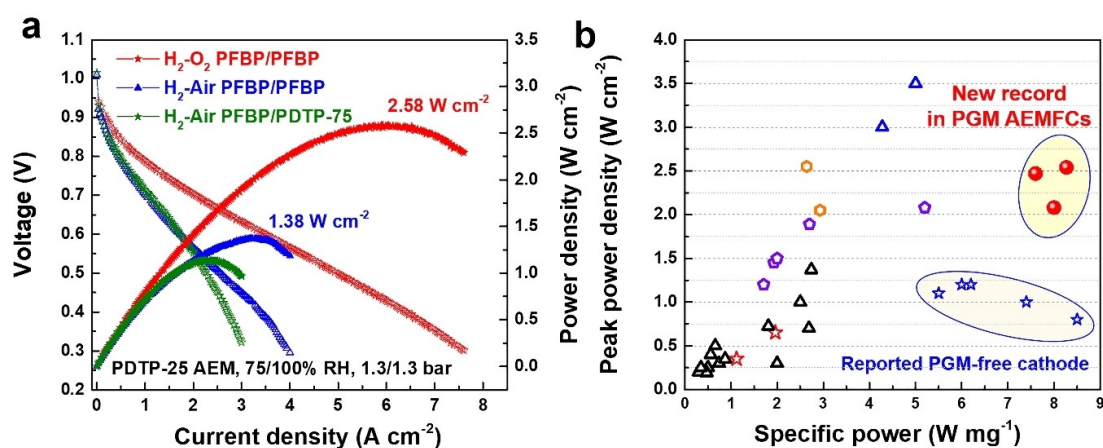 a
H₂-O₂ PFBP/PFBP
H₂-Air PFBP/PFBP
H₂-Air PFBP/PDTP-75
2.58 W cm⁻²
1.38 W cm⁻²
PDTP-25 AEM, 75/100% RH, 1.3/1.3 bar
Voltage (V)
1.1
1.0
0.9
0.8
0.7
0.6
0.5
0.4
0.3
0.2
0 1 2 3 4 5 6 7 8
Current density (A cm⁻²)
3.5
3.0
2.5
2.0
1.5
1.0
0.5
0.0
Power density (W cm⁻²)
b
Peak power density (W cm⁻²)
4.0
3.5
3.0
2.5
2.0
1.5
1.0
0.5
0.0
New record
in PGM AEMFCs
Reported PGM-free cathode
0 1 2 3 4 5 6 7 8 9
Specific power (W mg⁻¹)